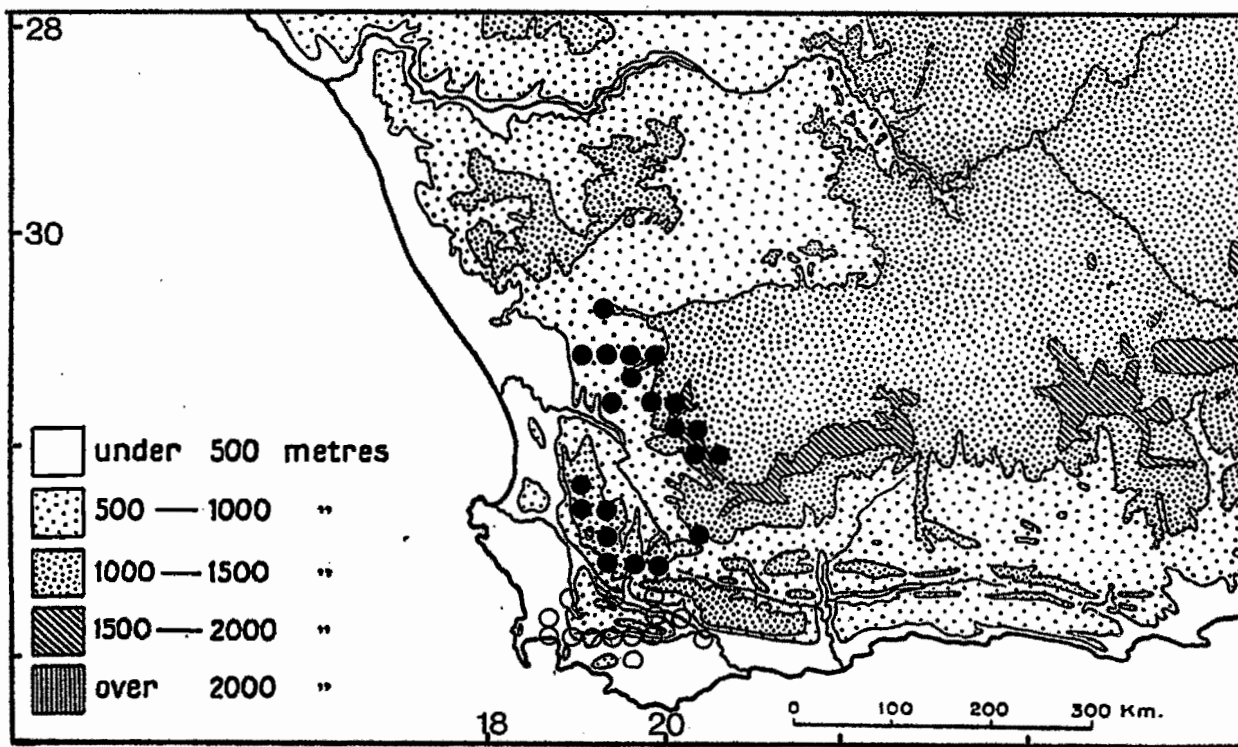 28
30
under 500 metres
500 — 1000 "
1000 — 1500 "
1500 — 2000 "
over 2000 "
0 100 200 300 Km.
18 20